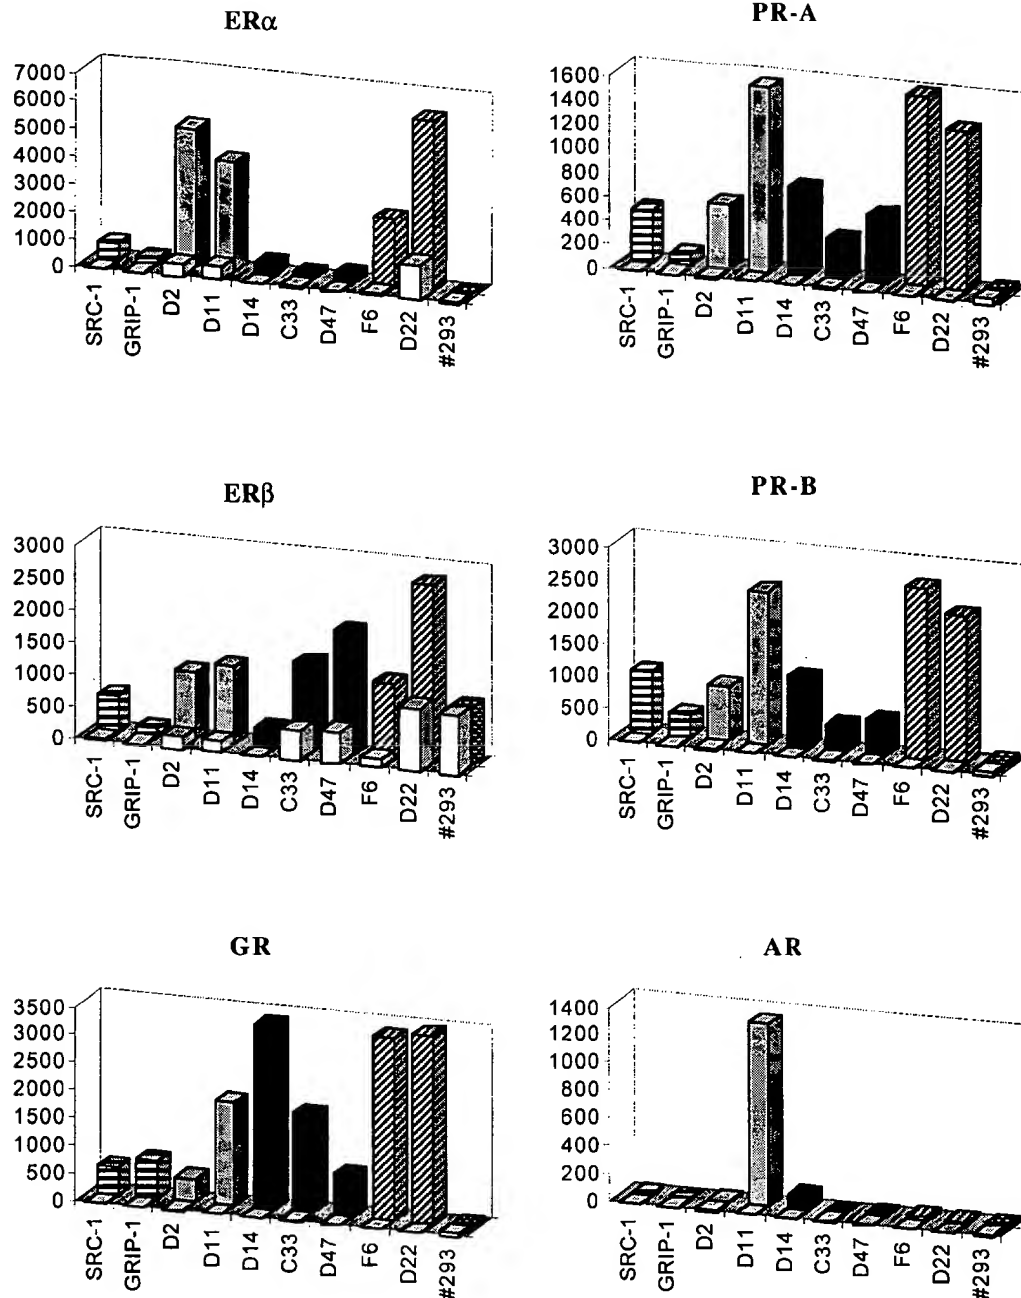 ERα
7000
6000
5000
4000
3000
2000
1000
0
SRC-1
GRIP-1
D2
D11
D14
C33
D47
F6
D22
#293
PR-A
1600
1400
1200
1000
800
600
400
200
0
SRC-1
GRIP-1
D2
D11
D14
C33
D47
F6
D22
#293
ERβ
3000
2500
2000
1500
1000
500
0
SRC-1
GRIP-1
D2
D11
D14
C33
D47
F6
D22
#293
PR-B
3000
2500
2000
1500
1000
500
0
SRC-1
GRIP-1
D2
D11
D14
C33
D47
F6
D22
#293
GR
3500
3000
2500
2000
1500
1000
500
0
SRC-1
GRIP-1
D2
D11
D14
C33
D47
F6
D22
#293
AR
1400
1200
1000
800
600
400
200
0
SRC-1
GRIP-1
D2
D11
D14
C33
D47
F6
D22
#293